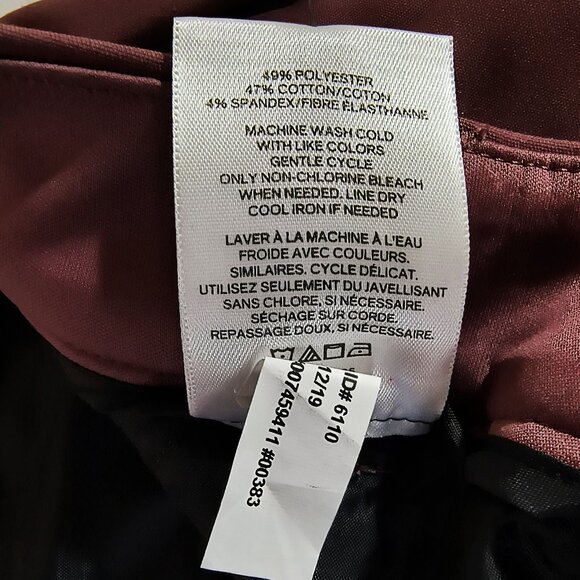 49% POLYESTER
47% COTTON/COTON
4% SPANDEX/FIBRE ÉLASTHANNE
MACHINE WASH COLD
WITH LIKE COLORS
GENTLE CYCLE
ONLY NON-CHLORINE BLEACH
WHEN NEEDED. LINE DRY
COOL IRON IF NEEDED
LAVER À LA MACHINE À L'EAU
FROIDE AVEC COULEURS.
SIMILAIRES. CYCLE DÉLICAT.
UTILISEZ SEULEMENT DU JAVELLISANT
SANS CHLORE, SI NÉCESSAIRE.
SÉCHAGE SUR CORDE.
REPASSAGE DOUX, SI NÉCESSAIRE.
ID# 6110
12/19
007459411 #00383